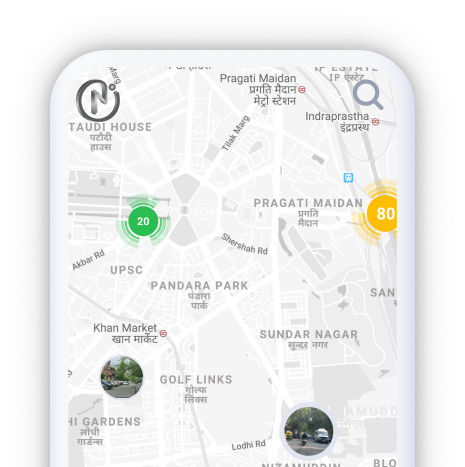 Marg
IP ESTATE
IP एस्टेट
Pragati Maidan
प्रगति मैदान
मेट्रो स्टेशन
Indraprastha
इंद्रप्रस्थ
TAUDI HOUSE
पटौदी
हाउस
Tilak Marg
PRAGATI MAIDAN
प्रगति
मैदान
20
80
Shershah Rd
Akbar Rd
UPSC
PANDARA PARK
पंडारा
पार्क
SAN
Khan Market
खान मार्केट
SUNDAR NAGAR
सुन्दर नगर
GOLF LINKS
गोल्फ
लिंक्स
HI GARDENS
लोधी
गार्डन्स
AMUDD
Lodhi Rd
NIZAMUDDIN
BLO